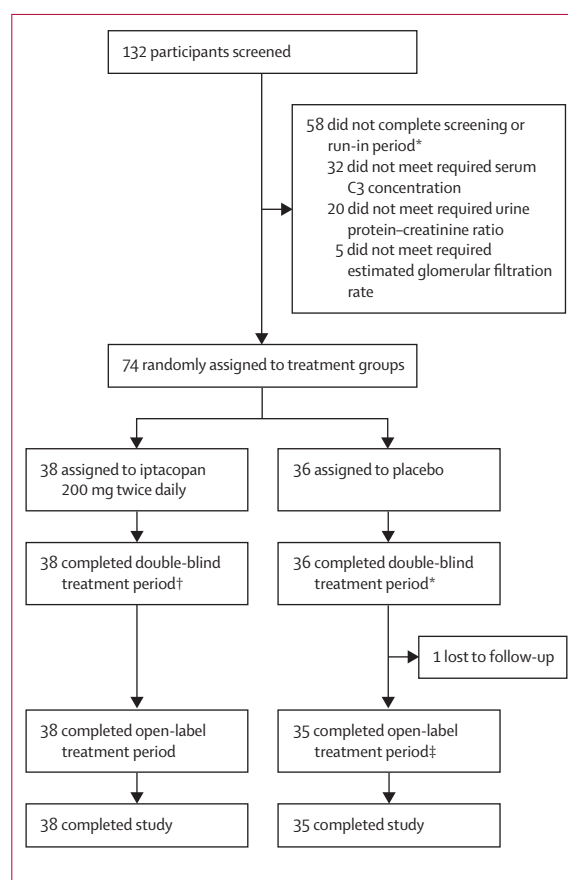 132 participants screened
58 did not complete screening or
run-in period*
32 did not meet required serum
C3 concentration
20 did not meet required urine
protein–creatinine ratio
5 did not meet required
estimated glomerular filtration
rate
74 randomly assigned to treatment groups
38 assigned to iptacopan
200 mg twice daily
36 assigned to placebo
38 completed double-blind
treatment period†
36 completed double-blind
treatment period*
1 lost to follow-up
38 completed open-label
treatment period
35 completed open-label
treatment period‡
38 completed study
35 completed study